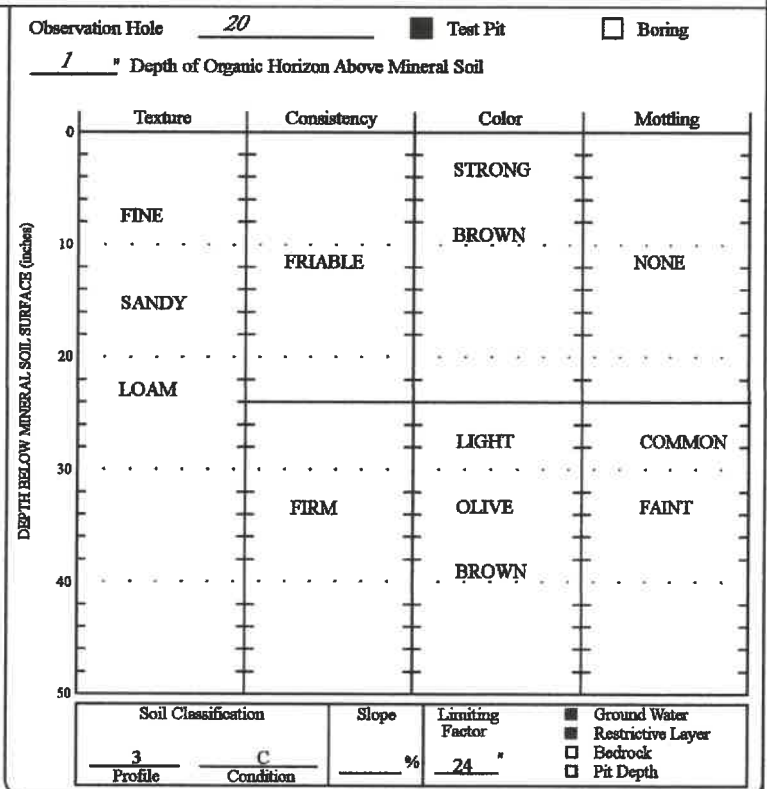 Observation Hole 20 ■ Test Pit □ Boring
1 " Depth of Organic Horizon Above Mineral Soil
Texture Consistency Color Mottling
DEPTH BELOW MINERAL SOIL SURFACE (inches)
0
STRONG
FINE
BROWN
10
FRIABLE NONE
SANDY
20
LOAM
LIGHT COMMON
30
FIRM OLIVE FAINT
BROWN
40
50
Soil Classification Slope Limiting ■ Ground Water
Factor ■ Restrictive Layer
3 C % 24 " □ Bedrock
Profile Condition □ Pit Depth